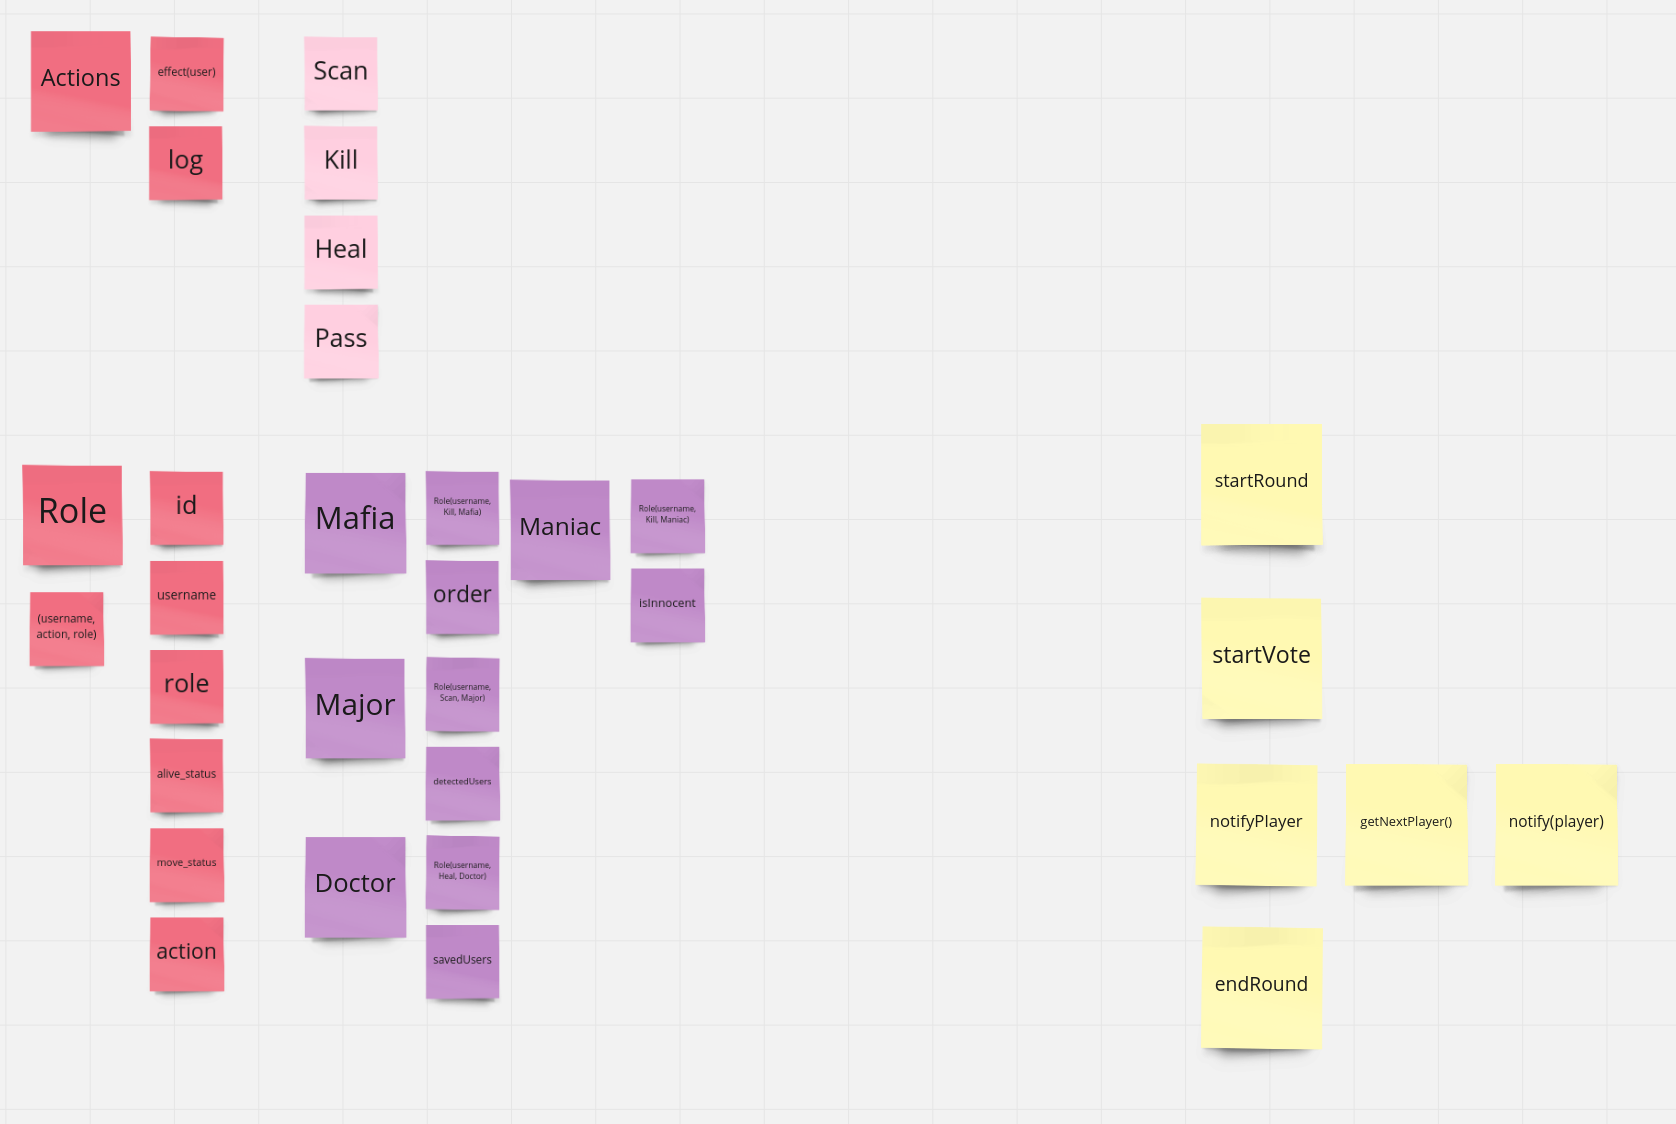 Actions
effect(user)
log
Scan
Kill
Heal
Pass
Role
(username,
action, role)
id
username
role
alive_status
move_status
action
Mafia
Role(username,
Kill, Mafia)
order
Maniac
Role(username,
Kill, Maniac)
isInnocent
Major
Role(username,
Scan, Major)
detectedUsers
Doctor
Role(username,
Heal, Doctor)
savedUsers
startRound
startVote
notifyPlayer
getNextPlayer()
notify(player)
endRound